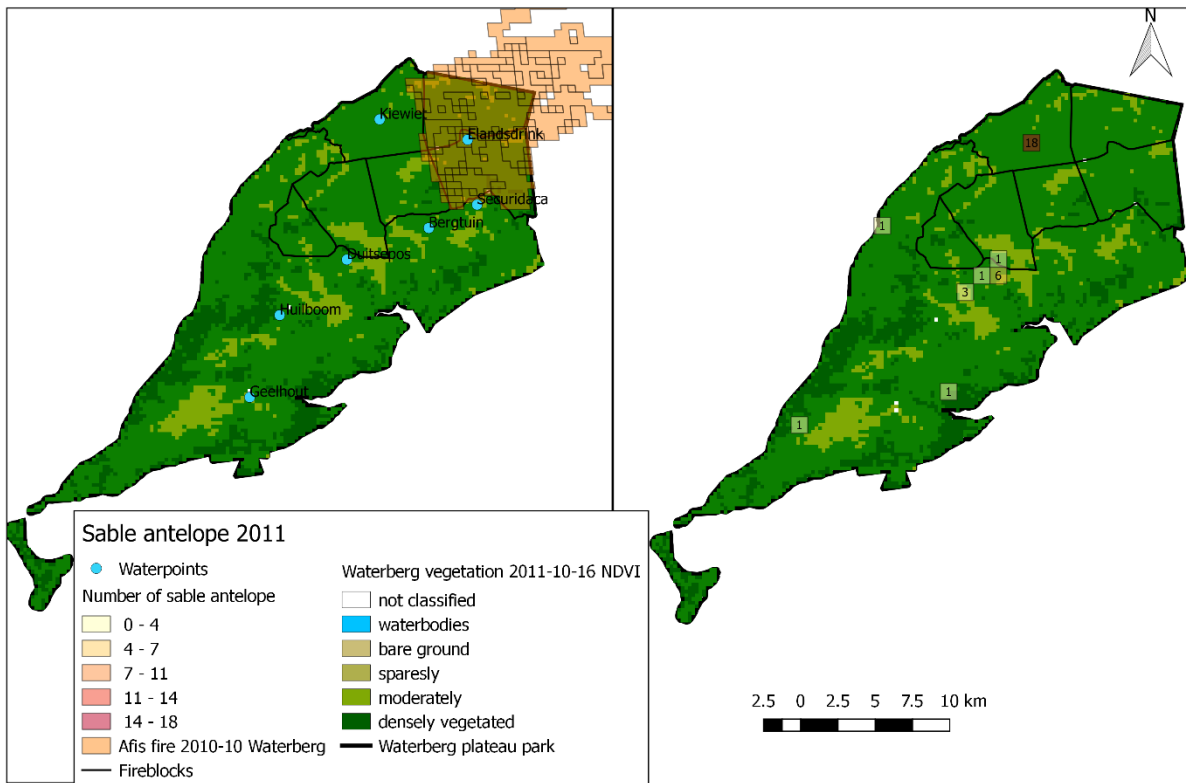 Kiewiet
Elandsdrink
Securidaca
Bergtuin
Duitsepos
Huilboom
Geelhout
N
18
1
1
1
6
3
1
1
Sable antelope 2011
Waterpoints
Number of sable antelope
0 - 4
4 - 7
7 - 11
11 - 14
14 - 18
Afis fire 2010-10 Waterberg
Fireblocks
Waterberg vegetation 2011-10-16 NDVI
not classified
waterbodies
bare ground
sparesly
moderately
densely vegetated
Waterberg plateau park
2.5 0 2.5 5 7.5 10 km